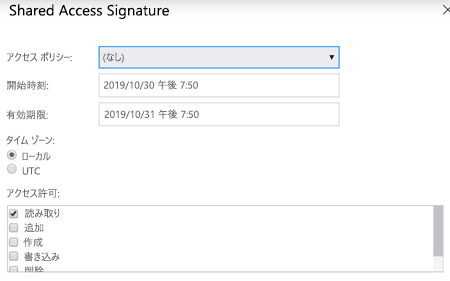 Shared Access Signature
アクセス ポリシー: (なし)
開始時刻: 2019/10/30 午後 7:50
有効期限: 2019/10/31 午後 7:50
タイム ゾーン:
ローカル
UTC
アクセス許可:
読み取り
追加
作成
書き込み
削除